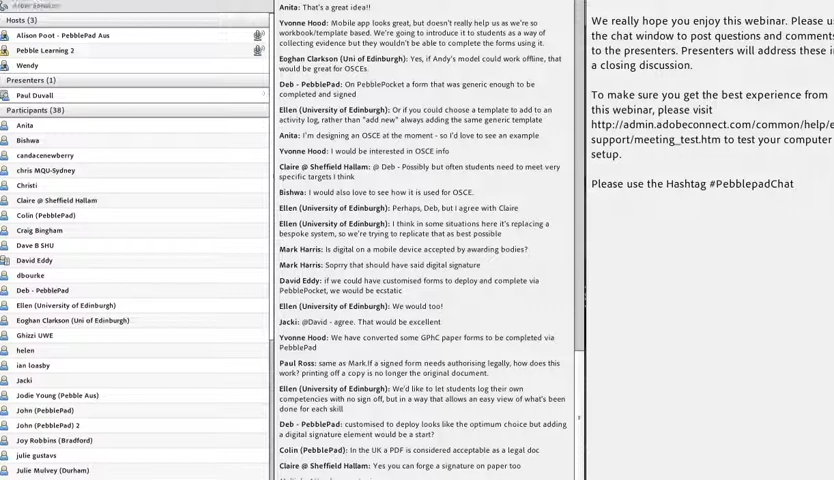 Hosts (3)
Alison Poot - PebblePad Aus
Pebble Learning 2
Wendy
Presenters (1)
Paul Duvall
Participants (38)
Anita
Bishwa
candacenewberry
chris MQU-Sydney
Christi
Claire @ Sheffield Hallam
Colin (PebblePad)
Craig Bingham
Dave B SHU
David Eddy
dbourke
Deb - PebblePad
Ellen (University of Edinburgh)
Eoghan Clarkson (Uni of Edinburgh)
Ghizzi UWE
helen
ian loasby
Jacki
Jodie Young (Pebble Aus)
John (PebblePad)
John (PebblePad) 2
Joy Robbins (Bradford)
julie gustavs
Julie Mulvey (Durham)
Anita: That's a great idea!!
Yvonne Hood: Mobile app looks great, but doesn't really help us as we're so
workbook/template based. We're going to introduce it to students as a way of
collecting evidence but they wouldn't be able to complete the forms using it.
Eoghan Clarkson (Uni of Edinburgh): Yes, if Andy's model could work offline, that
would be great for OSCEs.
Deb - PebblePad: On PebblePocket a form that was generic enough to be
completed and signed
Ellen (University of Edinburgh): Or if you could choose a template to add to an
activity log, rather than "add new" always adding the same generic template
Anita: I'm designing an OSCE at the moment - so I'd love to see an example
Yvonne Hood: I would be interested in OSCE info
Claire @ Sheffield Hallam: @ Deb - Possibly but often students need to meet very
specific targets I think
Bishwa: I would also love to see how it is used for OSCE.
Ellen (University of Edinburgh): Perhaps, Deb, but I agree with Claire
Ellen (University of Edinburgh): I think in some situations here it's replacing a
bespoke system, so we're trying to replicate that as best possible
Mark Harris: Is digital on a mobile device accepted by awarding bodies?
Mark Harris: Soprry that should have said digital signature
David Eddy: if we could have customised forms to deploy and complete via
PebblePocket, we would be ecstatic
Ellen (University of Edinburgh): We would too!
Jacki: @David - agree. That would be excellent
Yvonne Hood: We have converted some GPhC paper forms to be completed via
PebblePad
Paul Ross: same as Mark.If a signed form needs authorising legally, how does this
work? printing off a copy is no longer the original document.
Ellen (University of Edinburgh): We'd like to let students log their own
competencies with no sign off, but in a way that allows an easy view of what's been
done for each skill
Deb - PebblePad: customised to deploy looks like the optimum choice but adding
a digital signature element would be a start?
Colin (PebblePad): In the UK a PDF is considered acceptable as a legal doc
Claire @ Sheffield Hallam: Yes you can forge a signature on paper too
We really hope you enjoy this webinar. Please u
the chat window to post questions and comments
to the presenters. Presenters will address these i
a closing discussion.
To make sure you get the best experience from
this webinar, please visit
http://admin.adobeconnect.com/common/help/e
support/meeting_test.htm to test your computer
setup.
Please use the Hashtag #PebblepadChat